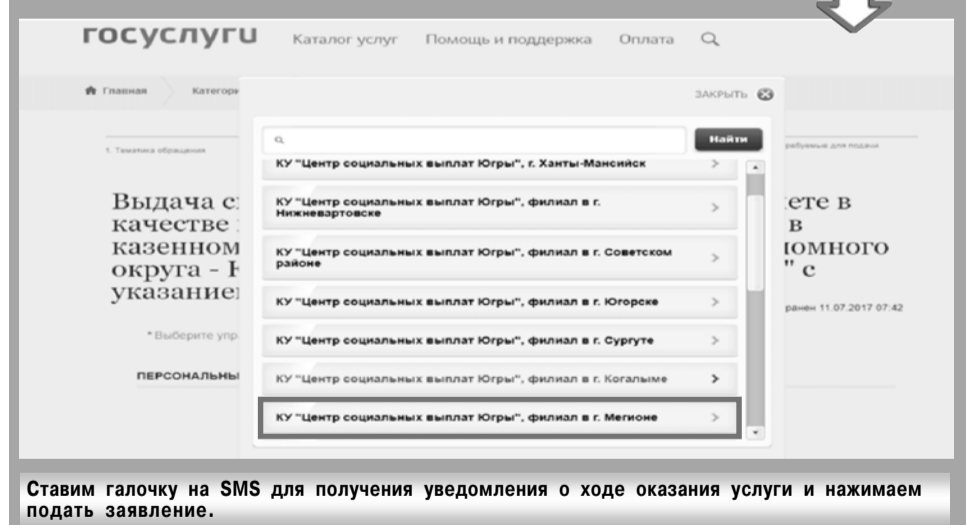 госуслуги Каталог услуг Помощь и поддержка Оплата
Главная Категори
ЗАКРЫТЬ
1. Тематика обращения
Найти
ребуемые для подачи
КУ "Центр социальных выплат Югры", г. Ханты-Мансийск
КУ "Центр социальных выплат Югры", филиал в г.
Нижневартовске
КУ "Центр социальных выплат Югры", филиал в г. Советском
районе
КУ "Центр социальных выплат Югры", филиал в г. Югорске
КУ "Центр социальных выплат Югры", филиал в г. Сургуте
КУ "Центр социальных выплат Югры", филиал в г. Когалыме
КУ "Центр социальных выплат Югры", филиал в г. Мегионе
Выдача с ете в
качестве в
казенном омного
округа - " с
указание
ранен 11.07.2017 07:42
* Выберите упр
ПЕРСОНАЛЬНЫ
Ставим галочку на SMS для получения уведомления о ходе оказания услуги и нажимаем
подать заявление.